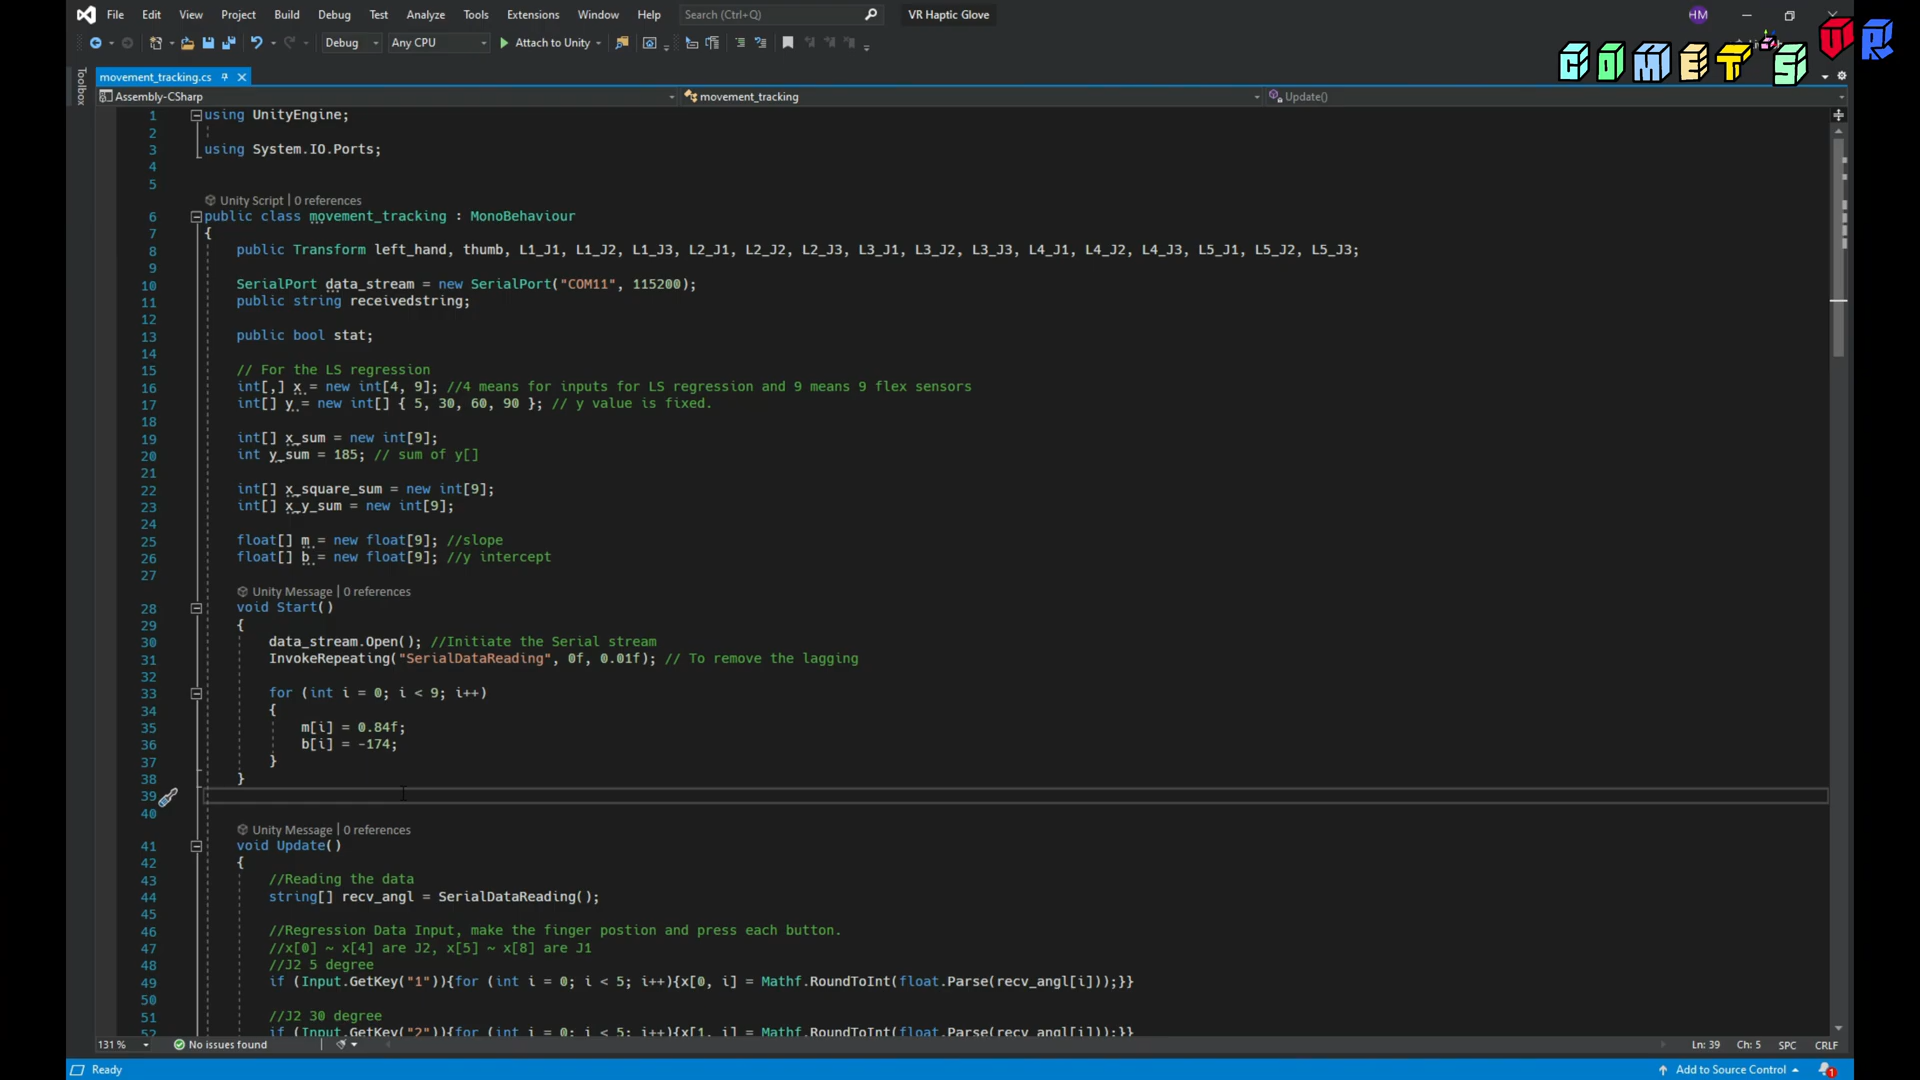 File Edit View Project Build Debug Test Analyze Tools Extensions Window Help Search (Ctrl+Q) VR Haptic Glove HM
Debug Any CPU Attach to Unity
COMET'S VR
Toolbox
movement_tracking.cs
Assembly-CSharp movement_tracking Update()
1 using UnityEngine;
2
3 using System.IO.Ports;
4
5
Unity Script | 0 references
6 public class movement_tracking : MonoBehaviour
7 {
8 public Transform left_hand, thumb, L1_J1, L1_J2, L1_J3, L2_J1, L2_J2, L2_J3, L3_J1, L3_J2, L3_J3, L4_J1, L4_J2, L4_J3, L5_J1, L5_J2, L5_J3;
9
10 SerialPort data_stream = new SerialPort("COM11", 115200);
11 public string receivedstring;
12
13 public bool stat;
14
15 // For the LS regression
16 int[,] x = new int[4, 9]; //4 means for inputs for LS regression and 9 means 9 flex sensors
17 int[] y = new int[] { 5, 30, 60, 90 }; // y value is fixed.
18
19 int[] x_sum = new int[9];
20 int y_sum = 185; // sum of y[]
21
22 int[] x_square_sum = new int[9];
23 int[] x_y_sum = new int[9];
24
25 float[] m = new float[9]; //slope
26 float[] b = new float[9]; //y intercept
27
Unity Message | 0 references
28 void Start()
29 {
30 data_stream.Open(); //Initiate the Serial stream
31 InvokeRepeating("SerialDataReading", 0f, 0.01f); // To remove the lagging
32
33 for (int i = 0; i < 9; i++)
34 {
35 m[i] = 0.84f;
36 b[i] = -174;
37 }
38 }
39
40
Unity Message | 0 references
41 void Update()
42 {
43 //Reading the data
44 string[] recv_angl = SerialDataReading();
45
46 //Regression Data Input, make the finger postion and press each button.
47 //x[0] ~ x[4] are J2, x[5] ~ x[8] are J1
48 //J2 5 degree
49 if (Input.GetKey("1")){for (int i = 0; i < 5; i++){x[0, i] = Mathf.RoundToInt(float.Parse(recv_angl[i]));}}
50
51 //J2 30 degree
52 if (Input.GetKey("2")){for (int i = 0; i < 5; i++){x[1, i] = Mathf.RoundToInt(float.Parse(recv_angl[i]));}}
131 % No issues found Ln: 39 Ch: 5 SPC CRLF
Ready Add to Source Control 1